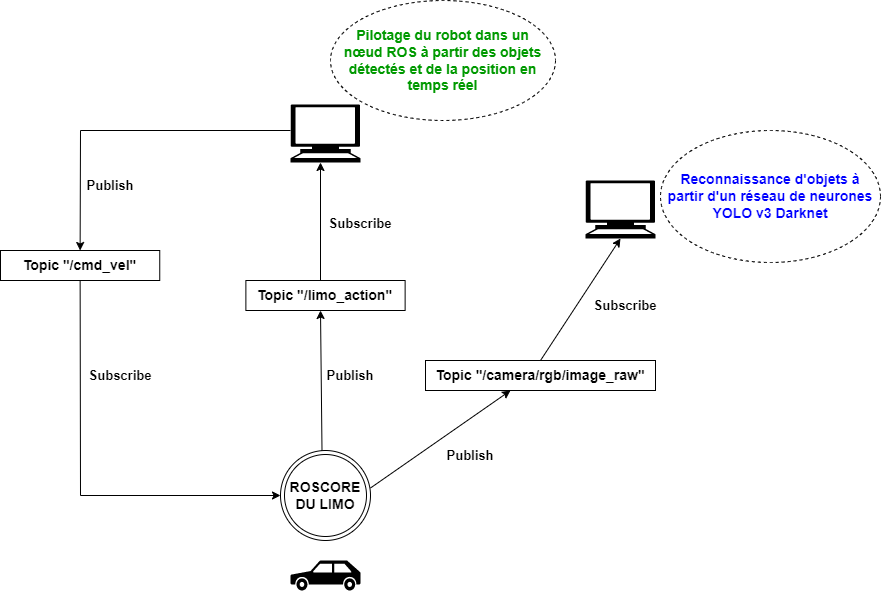 Pilotage du robot dans un
nœud ROS à partir des objets
détectés et de la position en
temps réel
Publish
Reconnaissance d'objets à
partir d'un réseau de neurones
YOLO v3 Darknet
Subscribe
Topic "/cmd_vel"
Topic "/limo_action"
Subscribe
Subscribe
Publish
Topic "/camera/rgb/image_raw"
Publish
ROSCORE
DU LIMO